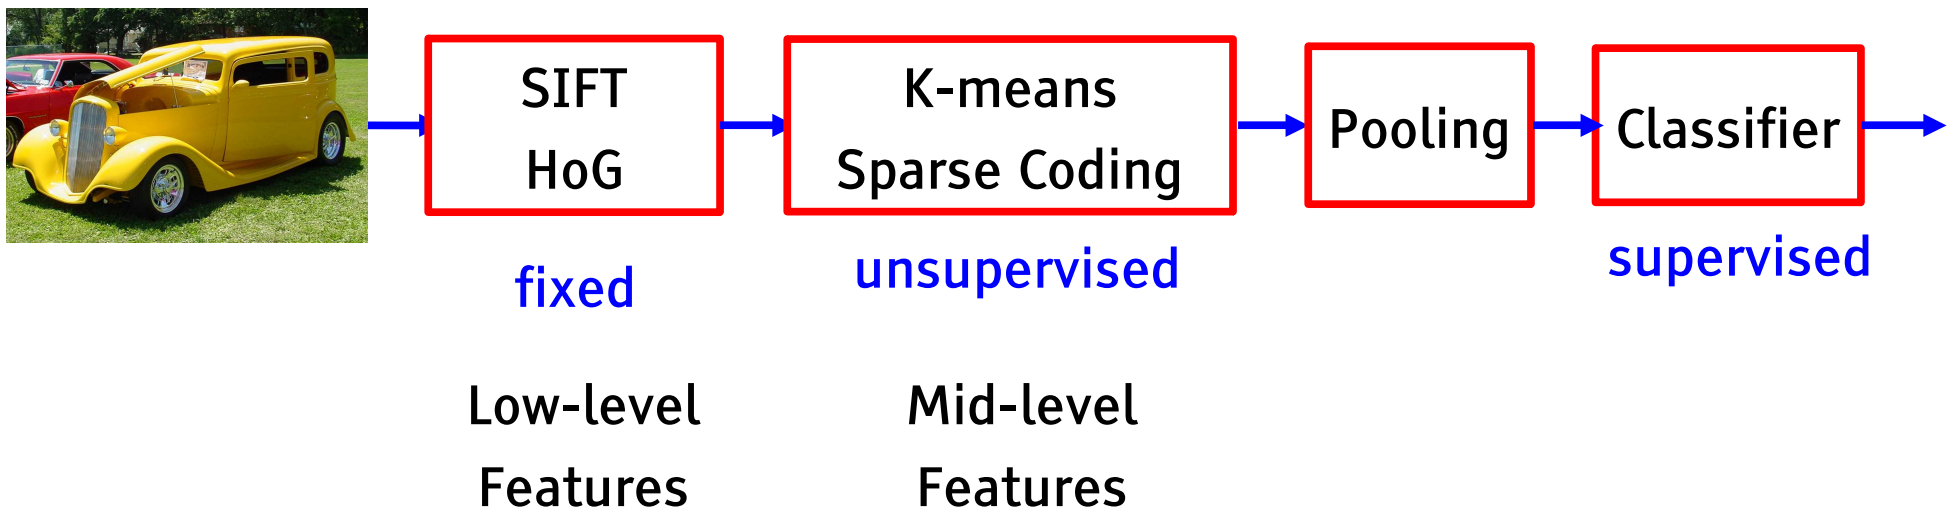 SIFT
HoG
K-means
Sparse Coding
Pooling
Classifier
fixed
unsupervised
supervised
Low-level
Features
Mid-level
Features